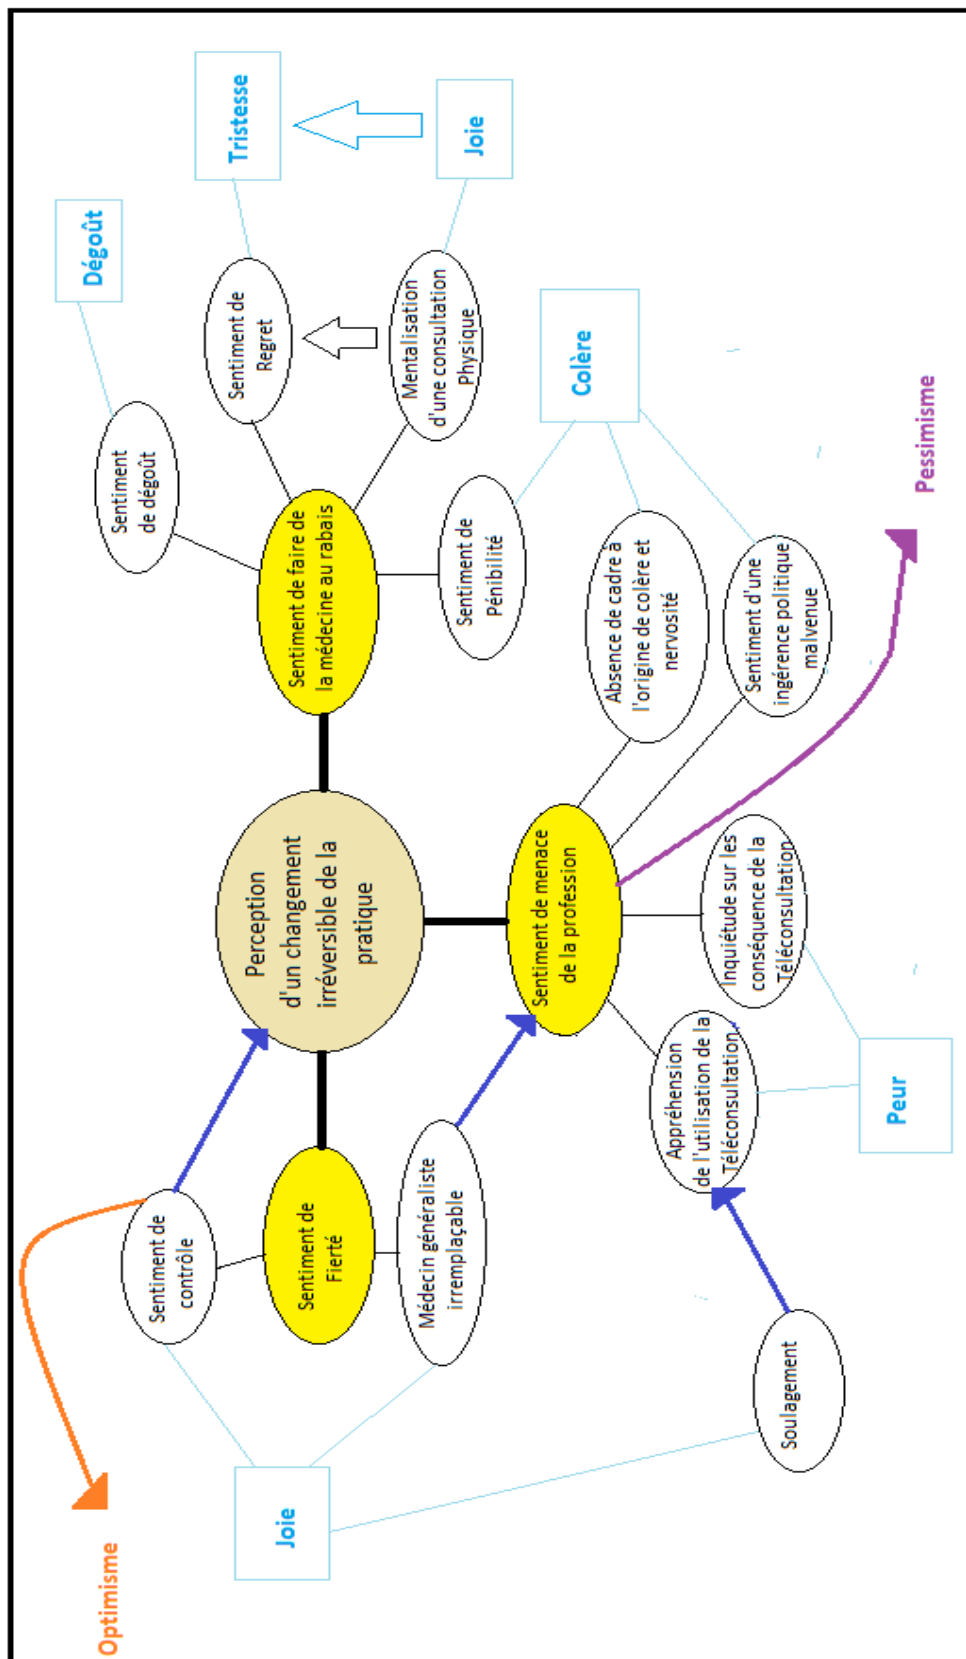 Optimisme
Joie
Sentiment de
contrôle
Sentiment de
Fierté
Médecin généraliste
irremplaçable
Soulagement
Perception
d'un changement
irréversible de la
pratique
Sentiment de menace
de la profession
Appréhension
de l'utilisation de la
Téléconsultation
Inquiétude sur les
conséquence de la
Téléconsultation
Peur
Sentiment de faire de
la médecine au rabais
Sentiment
de dégoût
Dégoût
Sentiment de
Regret
Tristesse
Mentalisation
d'une consultation
Physique
Joie
Sentiment de
Pénibilité
Absence de cadre à
l'origine de colère et
nervosité
Sentiment d'une
ingérence politique
malvenue
Colère
Pessimisme